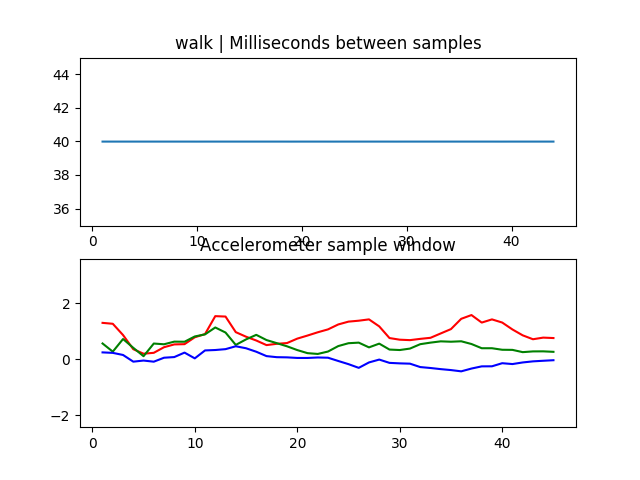 walk | Milliseconds between samples
44
42
40
38
36
0 10 20 30 40
Accelerometer sample window
2
0
−2
0 10 20 30 40